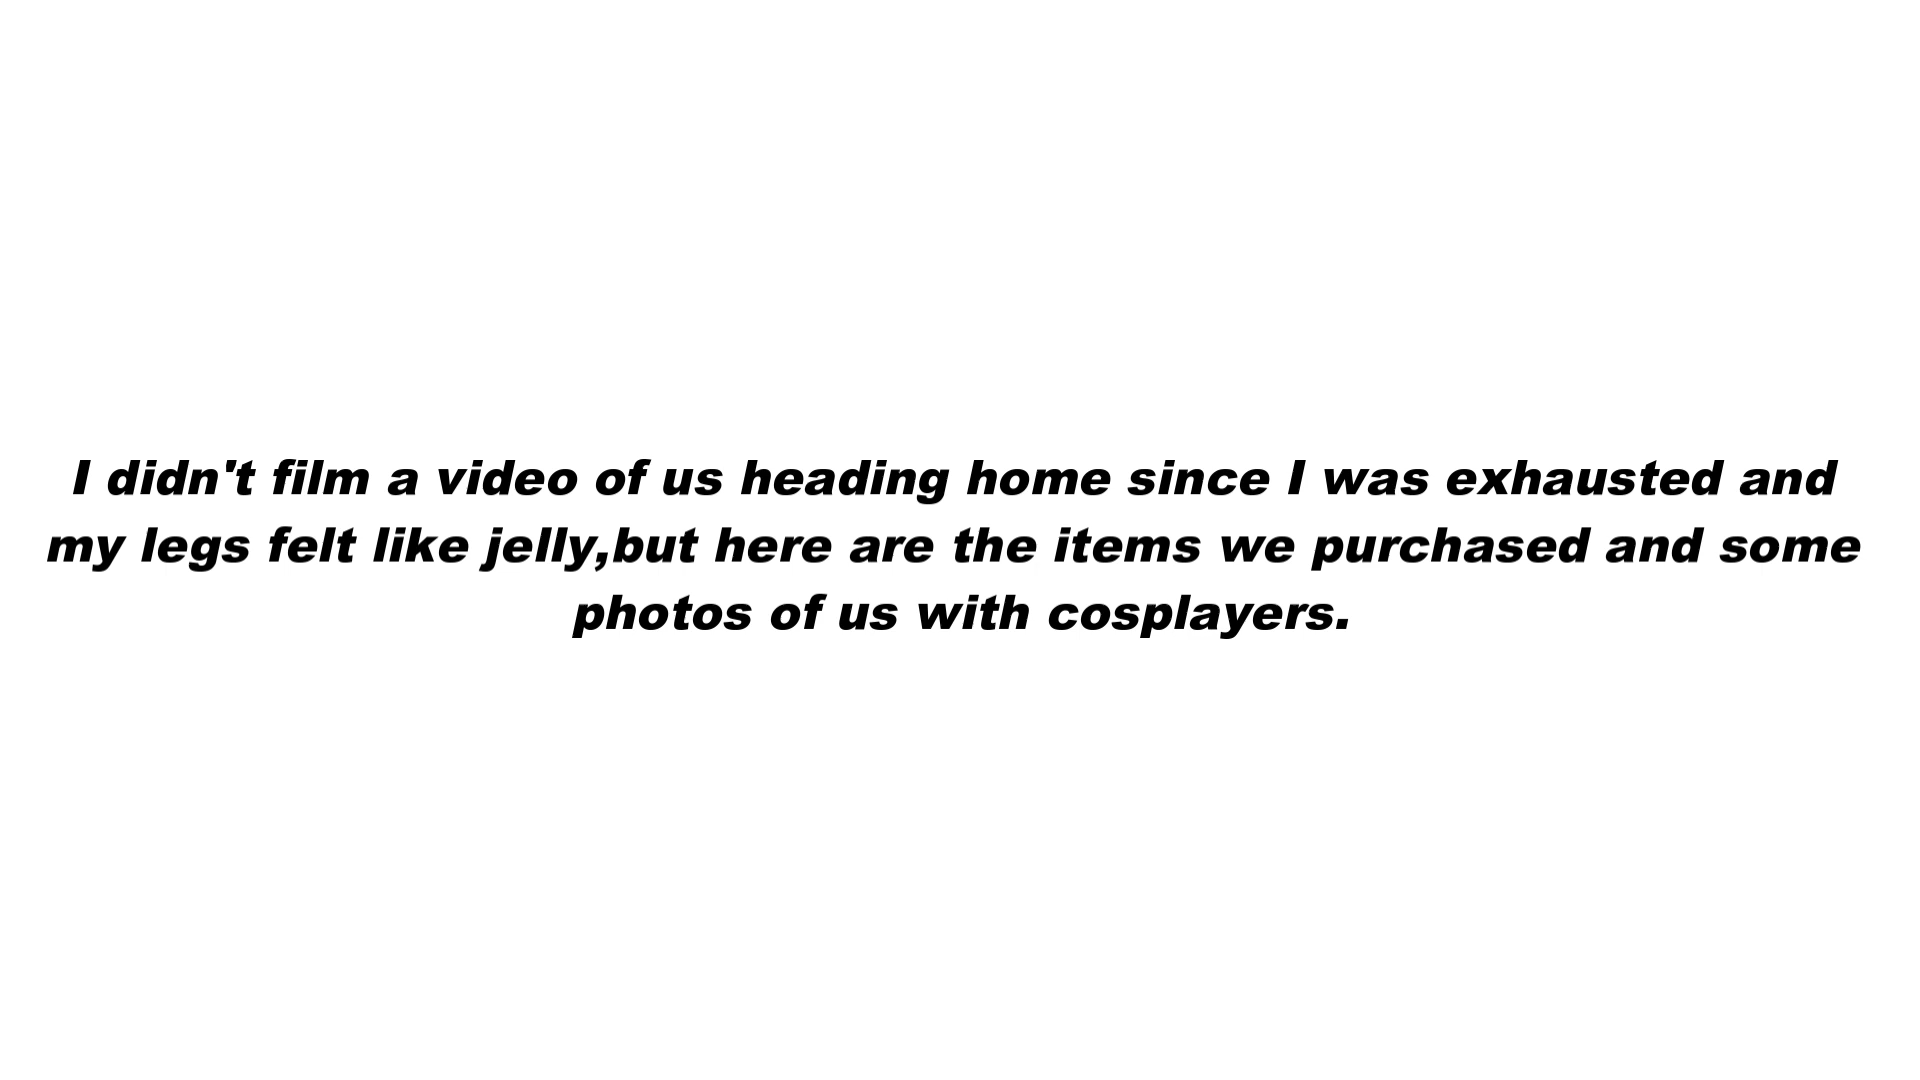 I didn't film a video of us heading home since I was exhausted and
my legs felt like jelly,but here are the items we purchased and some
photos of us with cosplayers.